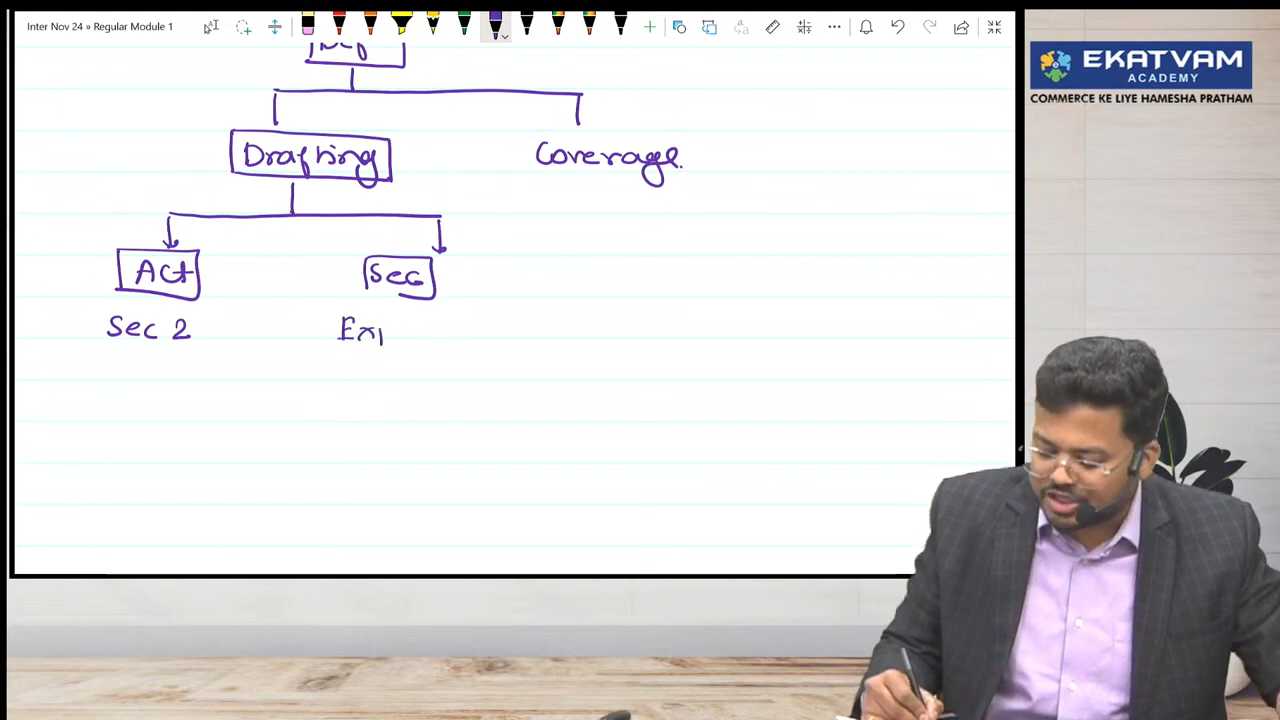 Inter Nov 24 » Regular Module 1
EKATVAM
ACADEMY
COMMERCE KE LIYE HAMESHA PRATHAM
Drafting
Coverage.
Act
Sec
Sec 2
Exp